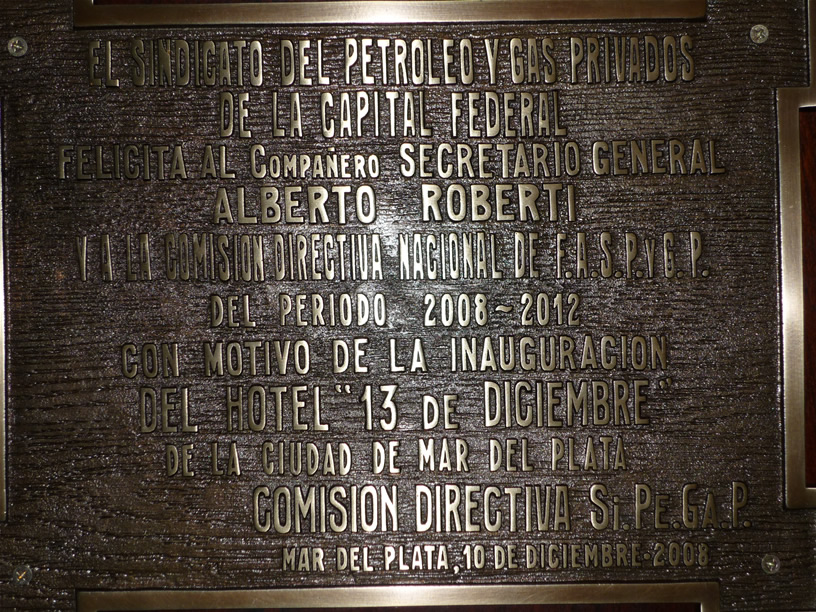 EL SINDICATO DEL PETROLEO Y GAS PRIVADOS
DE LA CAPITAL FEDERAL
FELICITA AL COMPAÑERO SECRETARIO GENERAL
ALBERTO ROBERTI
Y A LA COMISION DIRECTIVA NACIONAL DE F.A.S.P.Y G.P.
DEL PERIODO 2008~2012
CON MOTIVO DE LA INAUGURACION
DEL HOTEL "13 DE DICIEMBRE"
DE LA CIUDAD DE MAR DEL PLATA
COMISION DIRECTIVA SI.PE.GA.P.
MAR DEL PLATA, 10 DE DICIEMBRE-2008